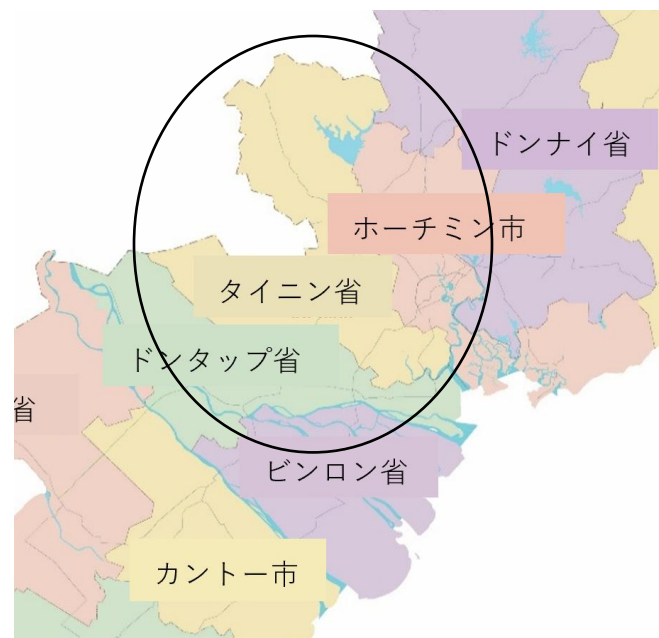 ドンナイ省
ホーチミン市
タイニン省
ドンタップ省
省
ビンロン省
カントー市